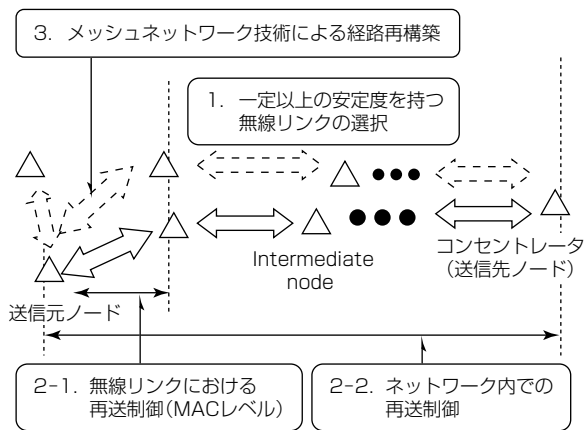 3. メッシュネットワーク技術による経路再構築
1. 一定以上の安定度を持つ
無線リンクの選択
Intermediate
node
コンセントレータ
(送信先ノード)
送信元ノード
2-1. 無線リンクにおける
再送制御(MACレベル)
2-2. ネットワーク内での
再送制御